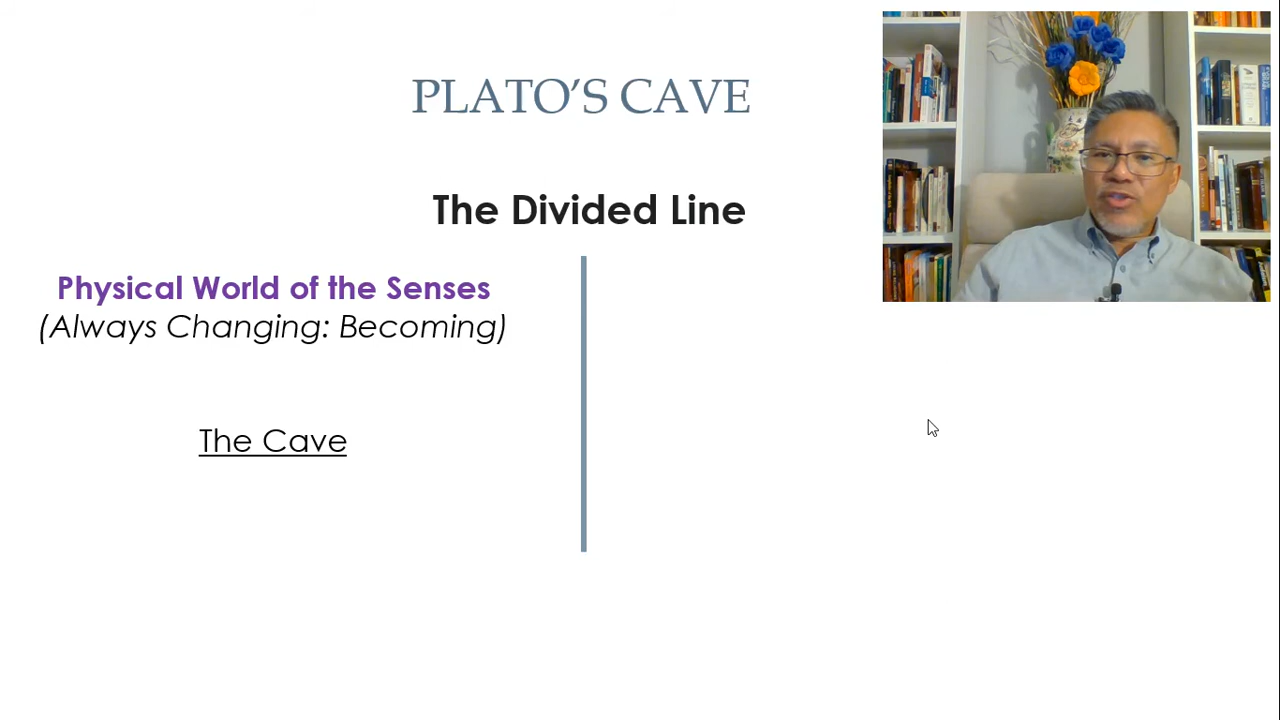 PLATO'S CAVE
The Divided Line
Physical World of the Senses
(Always Changing: Becoming)
The Cave